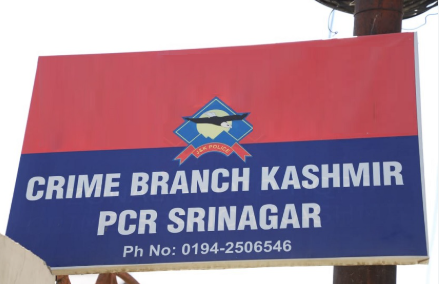 J&K POLICE
CRIME BRANCH KASHMIR
PCR SRINAGAR
Ph No: 0194-2506546